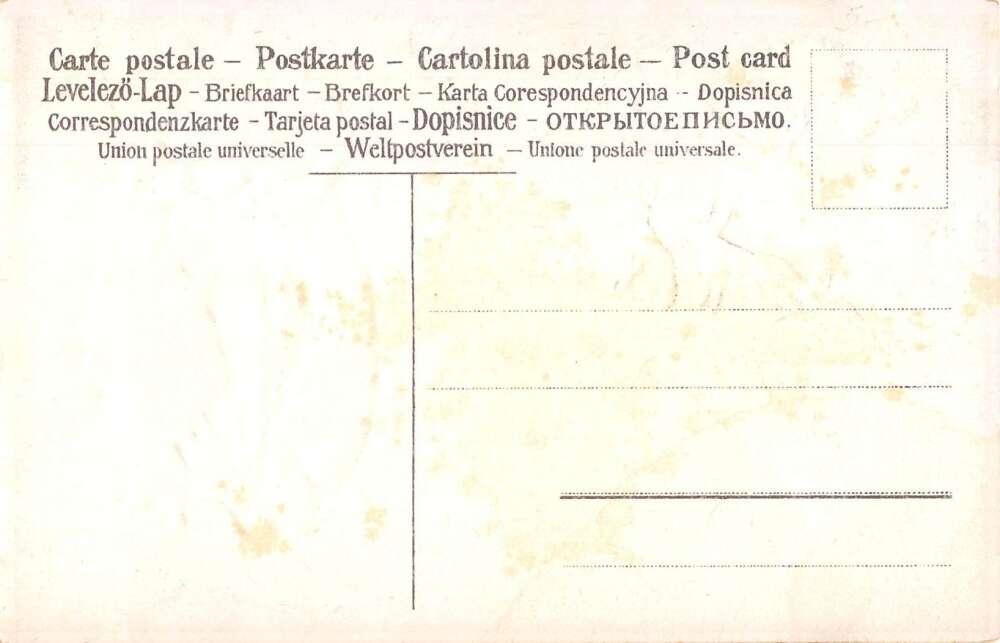 Carte postale – Postkarte – Cartolina postale – Post card
Levelező-Lap – Briefkaart – Brefkort – Karta Corespondencyjna – Dopisnica
Correspondenzkarte – Tarjeta postal – Dopisnice – ОТКРЫТОЕ ПИСЬМО.
Union postale universelle – Weltpostverein – Unione postale universale.